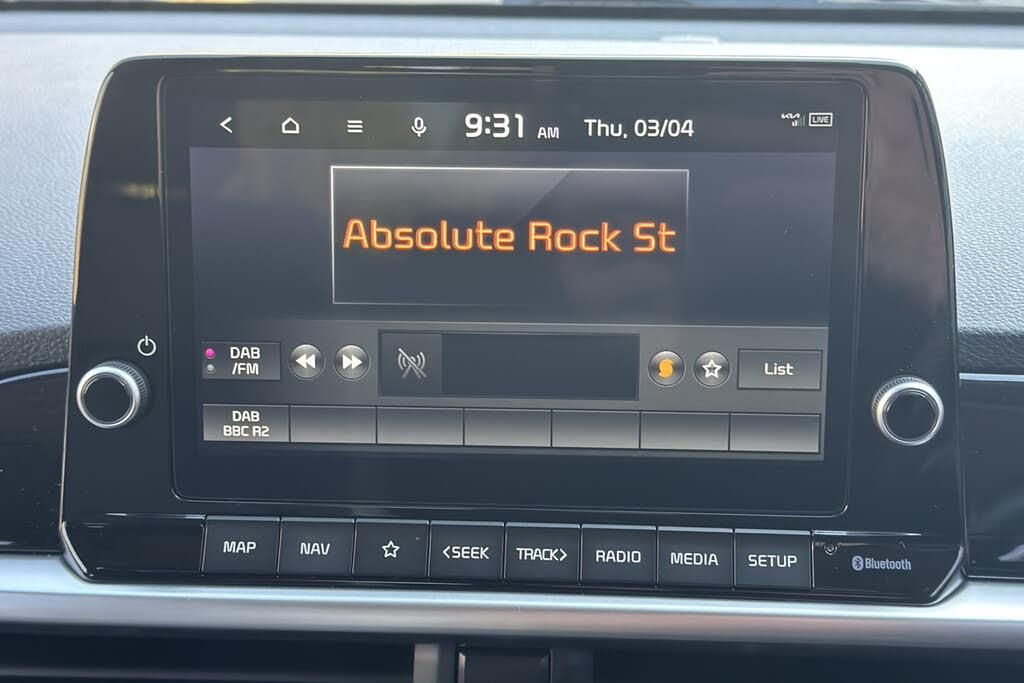 9:31 AM Thu, 03/04 LIVE
Absolute Rock St
DAB
/FM
List
DAB
BBC R2
MAP NAV <SEEK TRACK> RADIO MEDIA SETUP
Bluetooth